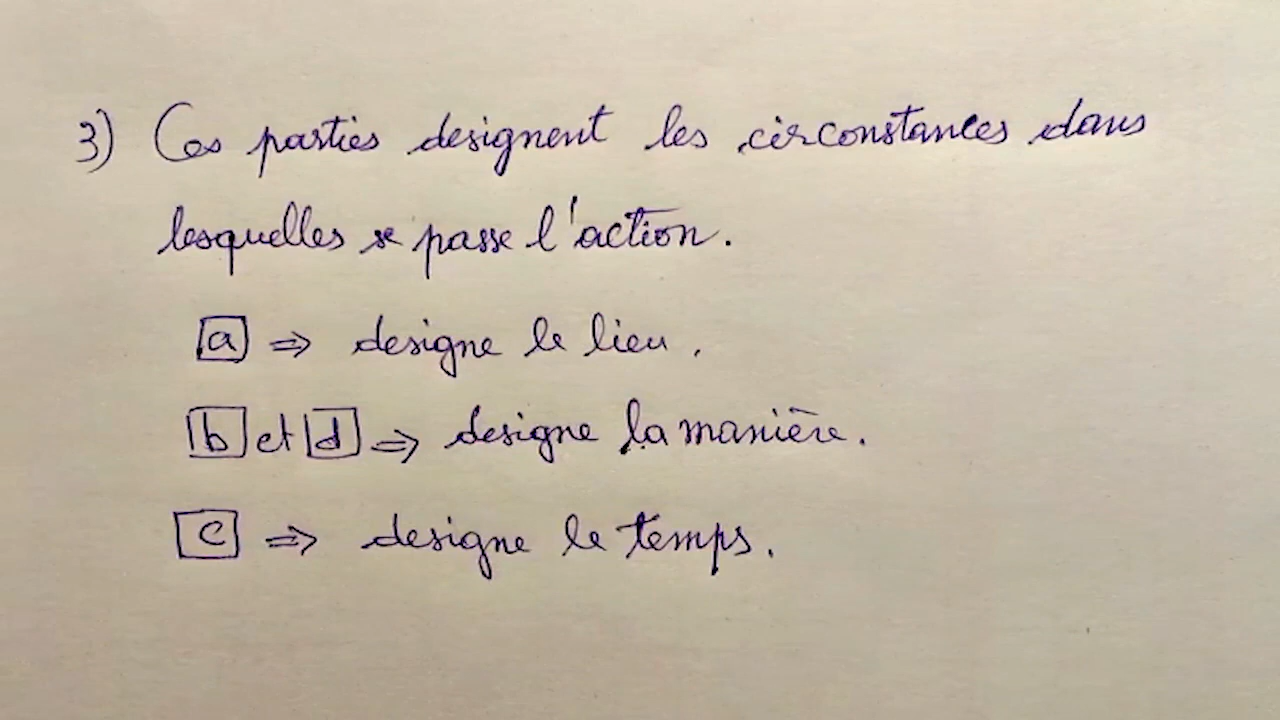 3) Ces parties designent les circonstances dans
lesquelles se passe l'action.
a ⇒ designe le lieu.
b et d ⇒ designe la manière.
c ⇒ designe le temps.